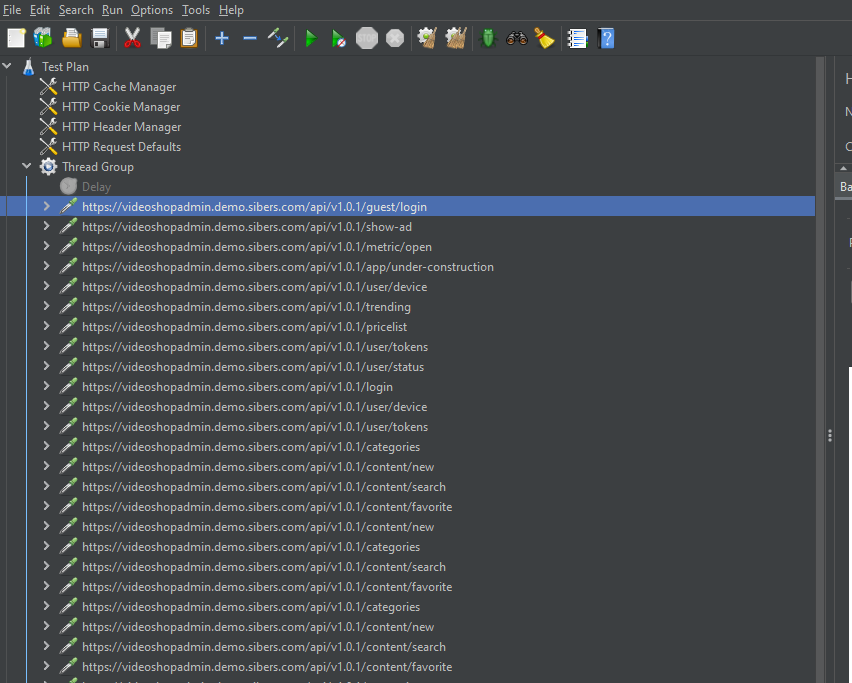 File Edit Search Run Options Tools Help
STOP
Test Plan
HTTP Cache Manager
HTTP Cookie Manager
HTTP Header Manager
HTTP Request Defaults
Thread Group
Delay
https://videoshopadmin.demo.sibers.com/api/v1.0.1/guest/login
https://videoshopadmin.demo.sibers.com/api/v1.0.1/show-ad
https://videoshopadmin.demo.sibers.com/api/v1.0.1/metric/open
https://videoshopadmin.demo.sibers.com/api/v1.0.1/app/under-construction
https://videoshopadmin.demo.sibers.com/api/v1.0.1/user/device
https://videoshopadmin.demo.sibers.com/api/v1.0.1/trending
https://videoshopadmin.demo.sibers.com/api/v1.0.1/pricelist
https://videoshopadmin.demo.sibers.com/api/v1.0.1/user/tokens
https://videoshopadmin.demo.sibers.com/api/v1.0.1/user/status
https://videoshopadmin.demo.sibers.com/api/v1.0.1/login
https://videoshopadmin.demo.sibers.com/api/v1.0.1/user/device
https://videoshopadmin.demo.sibers.com/api/v1.0.1/user/tokens
https://videoshopadmin.demo.sibers.com/api/v1.0.1/categories
https://videoshopadmin.demo.sibers.com/api/v1.0.1/content/new
https://videoshopadmin.demo.sibers.com/api/v1.0.1/content/search
https://videoshopadmin.demo.sibers.com/api/v1.0.1/content/favorite
https://videoshopadmin.demo.sibers.com/api/v1.0.1/content/new
https://videoshopadmin.demo.sibers.com/api/v1.0.1/categories
https://videoshopadmin.demo.sibers.com/api/v1.0.1/content/search
https://videoshopadmin.demo.sibers.com/api/v1.0.1/content/favorite
https://videoshopadmin.demo.sibers.com/api/v1.0.1/categories
https://videoshopadmin.demo.sibers.com/api/v1.0.1/content/new
https://videoshopadmin.demo.sibers.com/api/v1.0.1/content/search
https://videoshopadmin.demo.sibers.com/api/v1.0.1/content/favorite
Ba